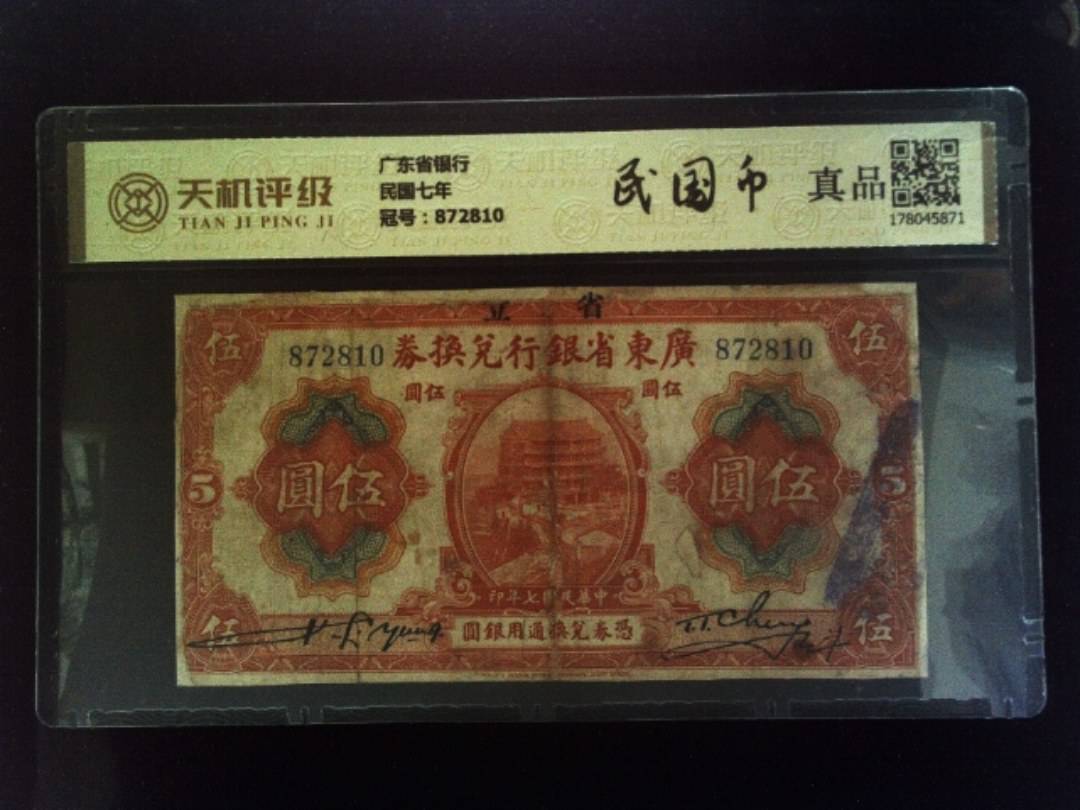 天机评级
TIAN JI PING JI
广东省银行
民国七年
冠号：872810
民国币
真品
178045871
省立
伍
伍
872810
廣東省銀行兌換券
872810
伍圓
伍圓
伍圓
伍圓
5
5
中華民國七年印
伍
伍
憑券兌換通用銀圓